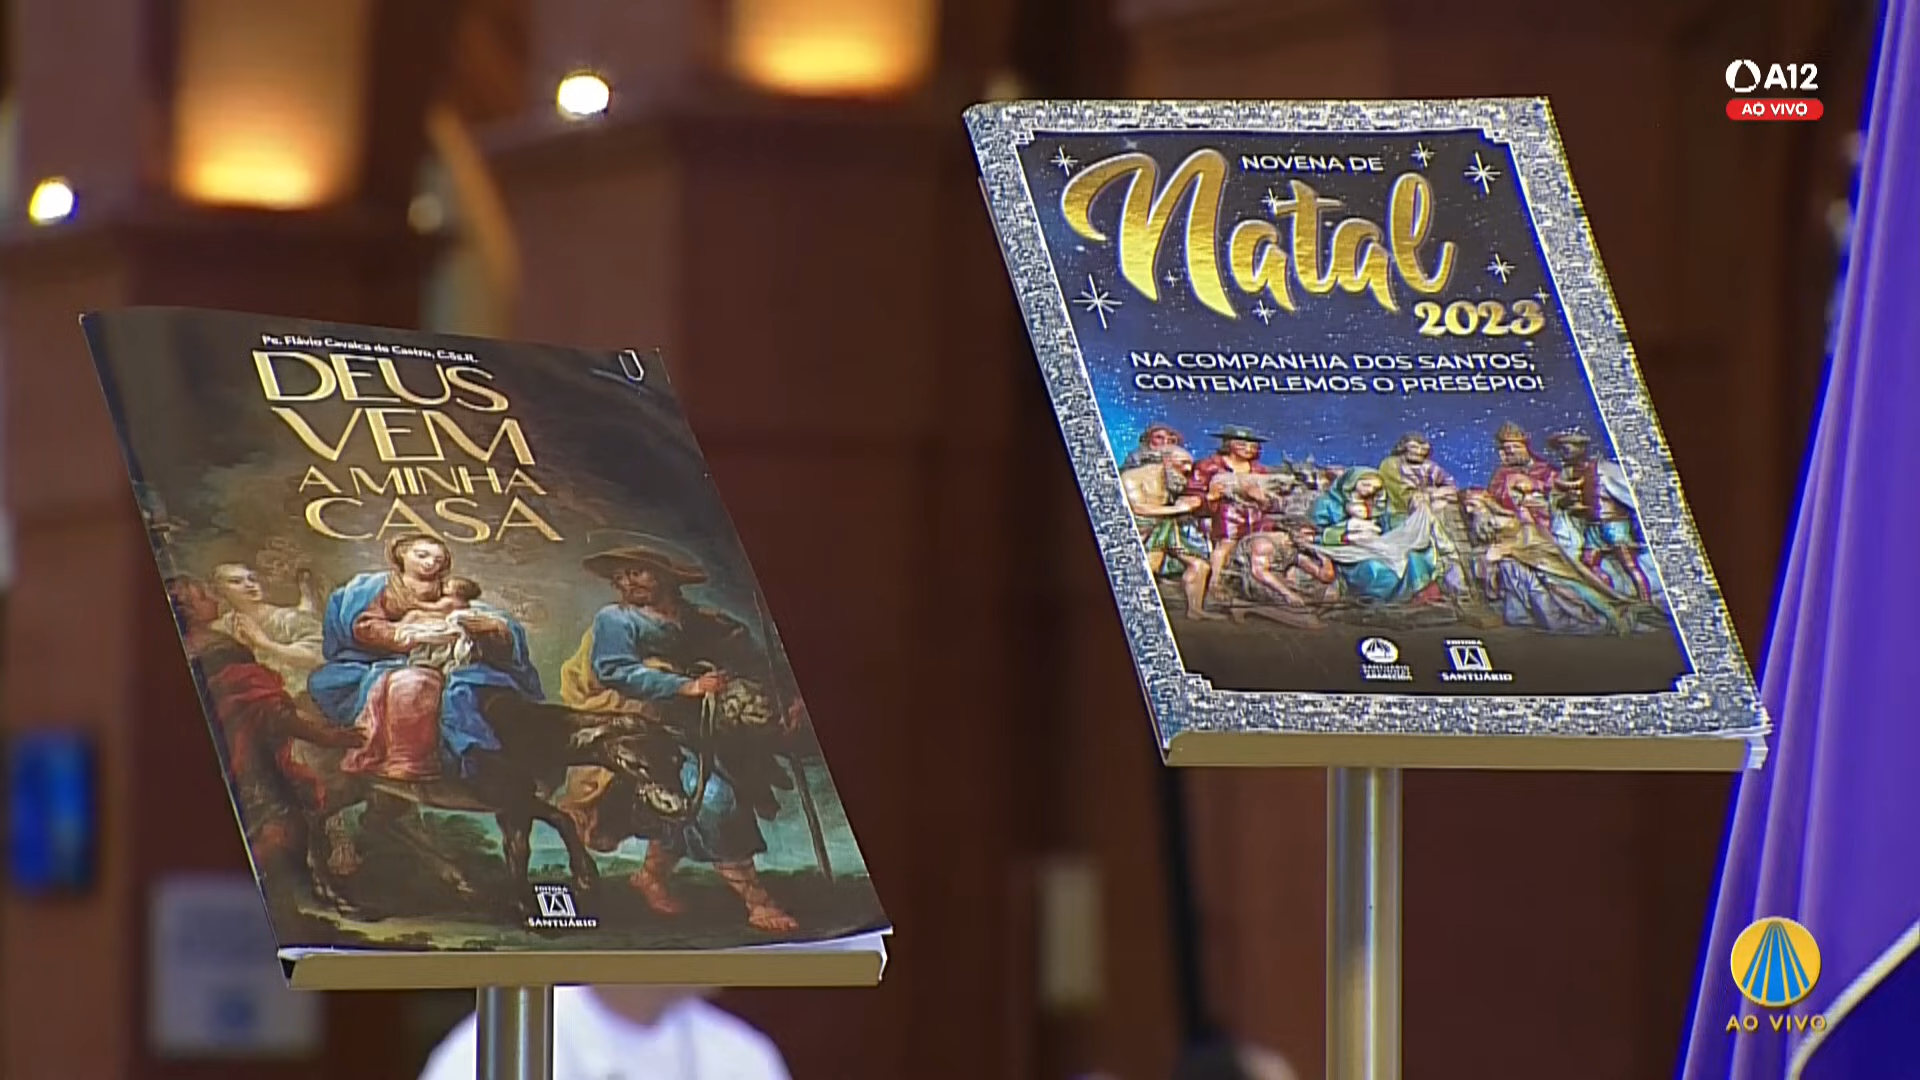 Pe. Flávio Cavalca de Castro, C.Ss.R.
DEUS
VEM
A MINHA
CASA
EDITORA
SANTUÁRIO
NOVENA DE
Natal
2023
NA COMPANHIA DOS SANTOS,
CONTEMPLEMOS O PRESÉPIO!
SANTUÁRIO
EDITORA
SANTUÁRIO
A12
AO VIVO
AO VIVO